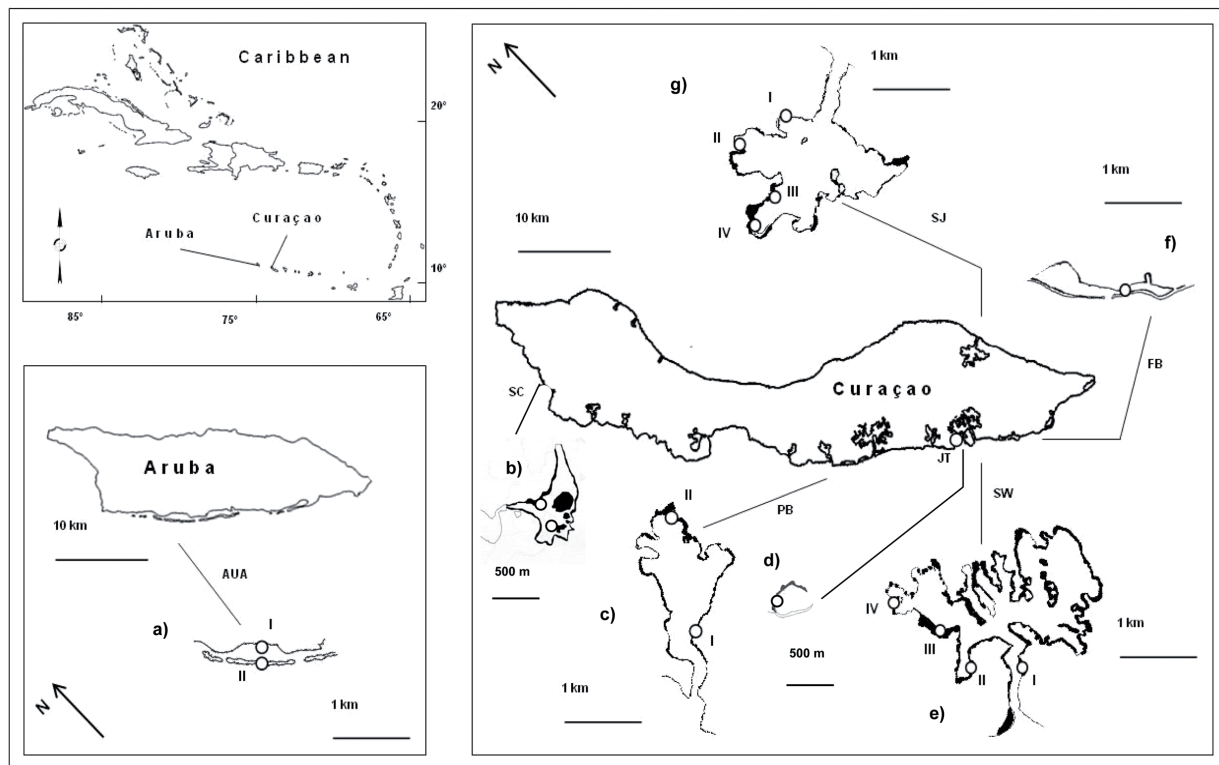 Caribbean
20°
Curaçao
Aruba
10°
85°
75°
65°
Aruba
10 km
AUA
a)
I
II
N
1 km
N
1 km
g)
I
II
III
IV
SJ
10 km
1 km
f)
FB
Curaçao
SC
JT
b)
500 m
PB
II
c)
I
1 km
d)
500 m
SW
IV
III
II
I
1 km
e)